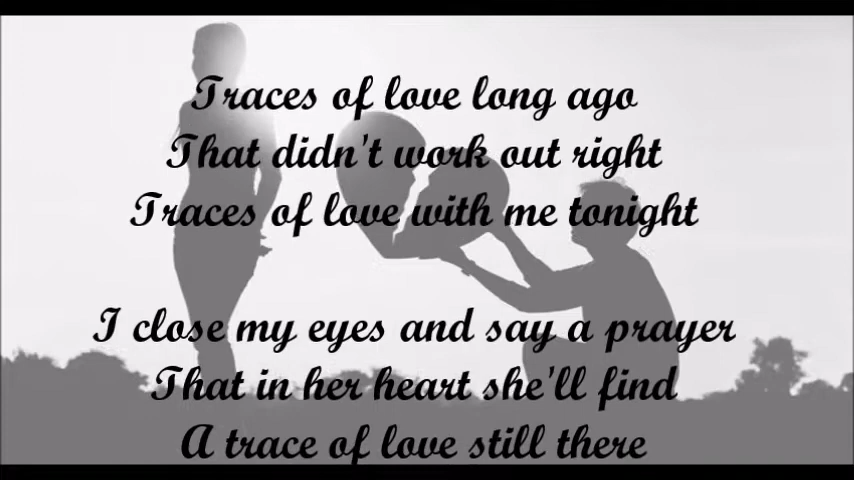 Traces of love long ago
That didn't work out right
Traces of love with me tonight
I close my eyes and say a prayer
That in her heart she'll find
A trace of love still there